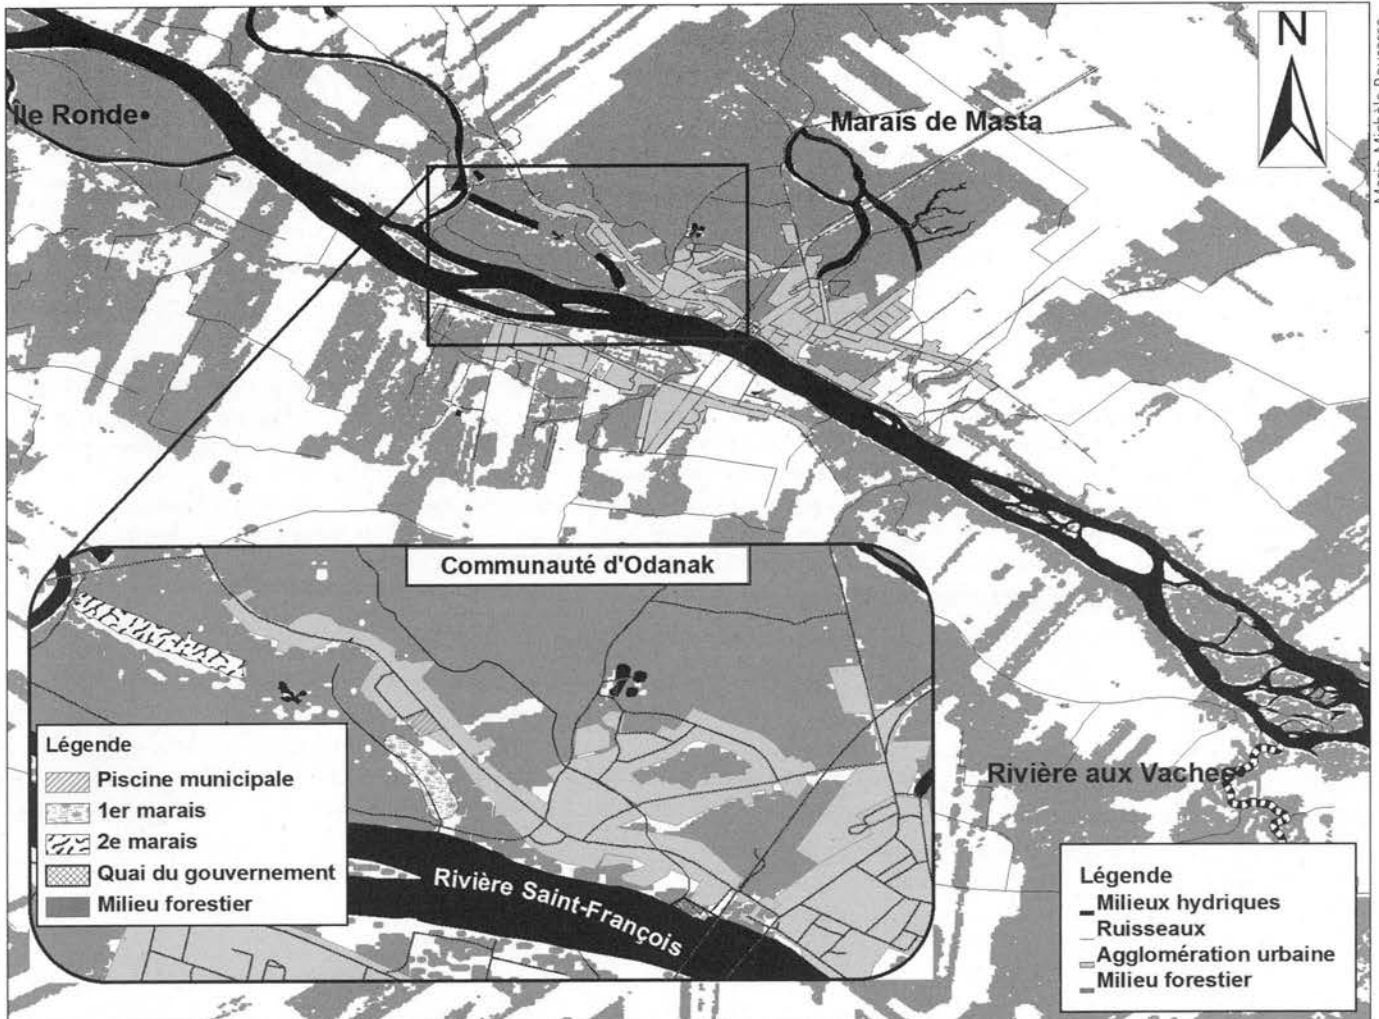 N
Île Ronde
Marais de Masta
Communauté d'Odanak
Légende
Piscine municipale
1er marais
2e marais
Quai du gouvernement
Milieu forestier
Rivière Saint-François
Rivière aux Vaches
Légende
Milieux hydriques
Ruisseaux
Agglomération urbaine
Milieu forestier